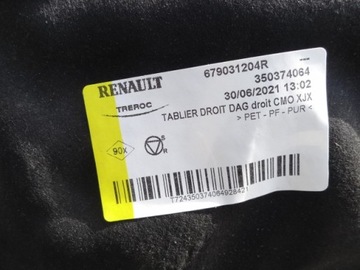 RENAULT
679031204R
--
TREROC
350374064
30/06/2021 13:02
TABLIER DROIT DAG droit CMO XJX
> PET - PF - PUR <
90X
S
R
T724350374064928421